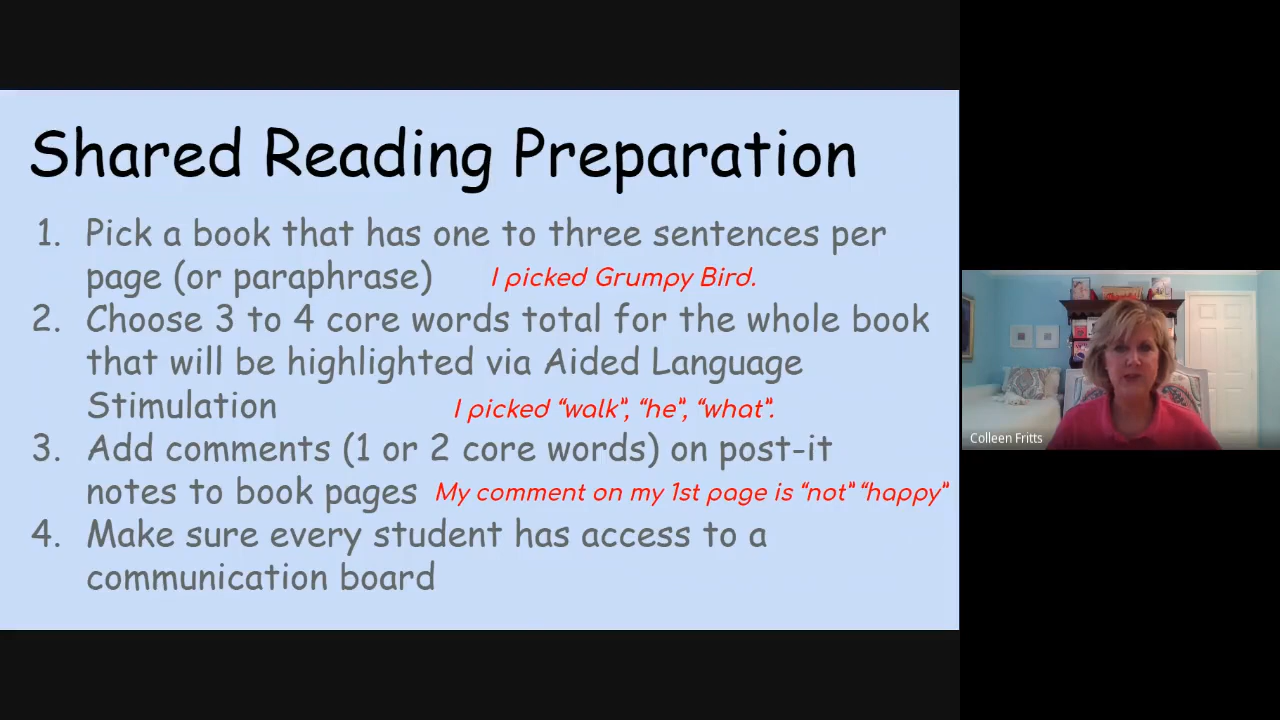 Shared Reading Preparation
1. Pick a book that has one to three sentences per
page (or paraphrase) I picked Grumpy Bird.
2. Choose 3 to 4 core words total for the whole book
that will be highlighted via Aided Language
Stimulation I picked “walk”, “he”, “what”.
3. Add comments (1 or 2 core words) on post-it
notes to book pages My comment on my 1st page is “not” “happy”
4. Make sure every student has access to a
communication board
Colleen Fritts